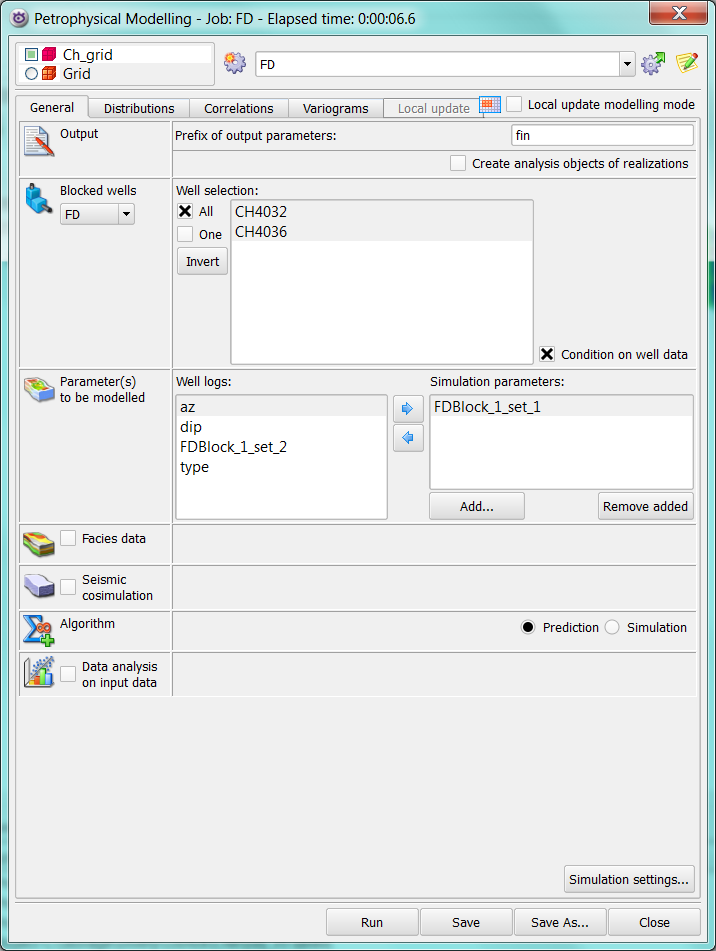 Petrophysical Modelling - Job: FD - Elapsed time: 0:00:06.6
Ch_grid
Grid
FD
General
Distributions
Correlations
Variograms
Local update
Local update modelling mode
Output
Prefix of output parameters:
fin
Create analysis objects of realizations
Blocked wells
FD
Well selection:
All
One
Invert
CH4032
CH4036
Condition on well data
Parameter(s)
to be modelled
Well logs:
az
dip
FDBlock_1_set_2
type
Simulation parameters:
FDBlock_1_set_1
Add...
Remove added
Facies data
Seismic
cosimulation
Algorithm
Prediction
Simulation
Data analysis
on input data
Simulation settings...
Run
Save
Save As...
Close